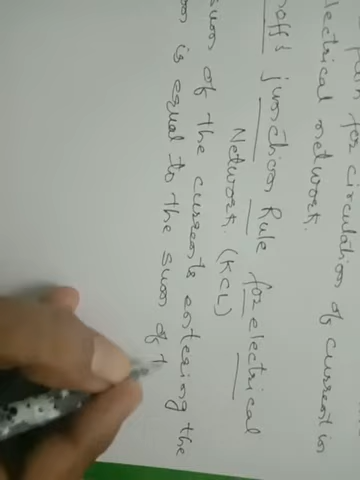 path for circulation of current in
electrical network.
off's junction Rule for electrical
Network. (KCL)
sum of the currents entering the
is equal to the sum of t